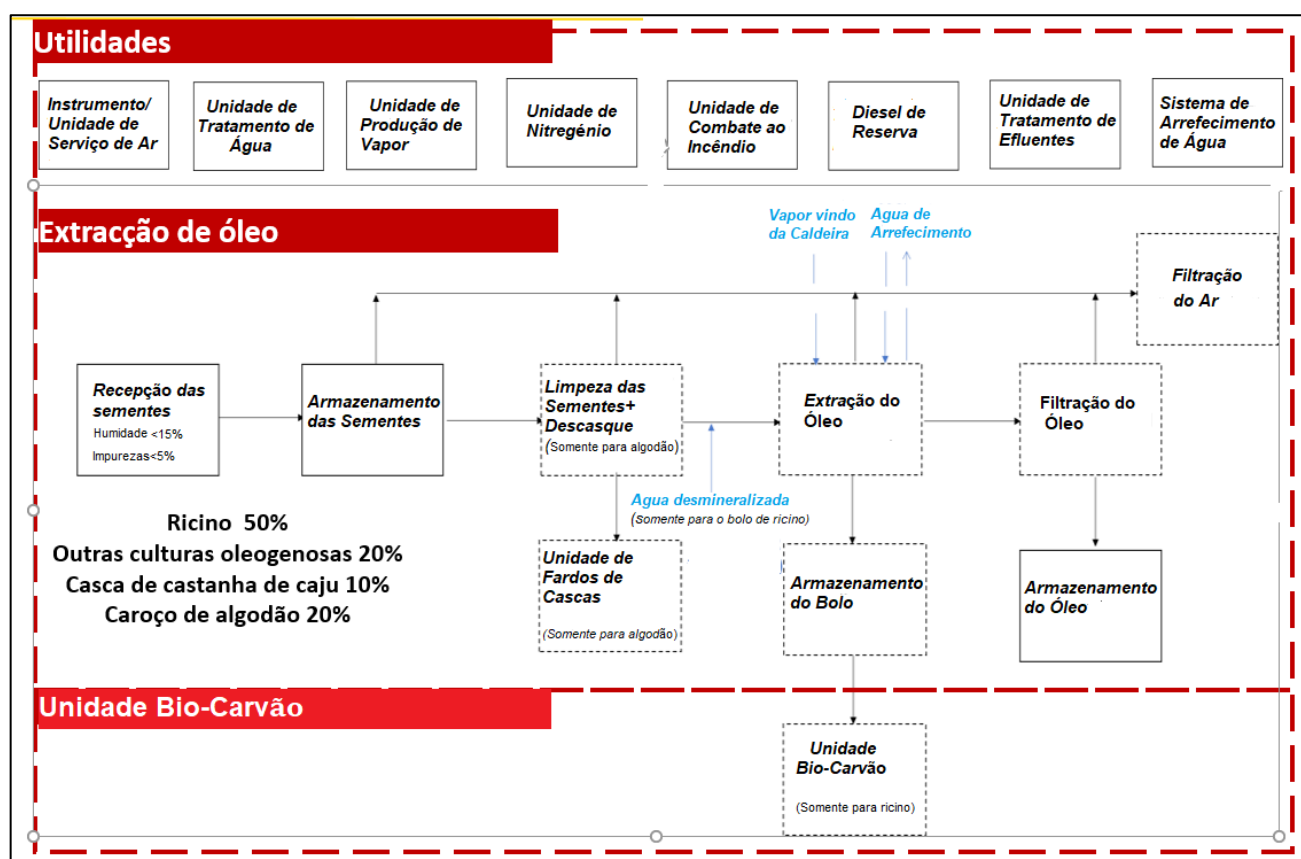 Utilidades
Instrumento/
Unidade de
Serviço de Ar
Unidade de
Tratamento de
Água
Unidade de
Produção de
Vapor
Unidade de
Nitregénio
Unidade de
Combate ao
Incêndio
Diesel de
Reserva
Unidade de
Tratamento de
Efluentes
Sistema de
Arrefecimento
de Água
Extracção de óleo
Vapor vindo
da Caldeira
Agua de
Arrefecimento
Filtração
do Ar
Recepção das
sementes
Humidade <15%
Impurezas<5%
Armazenamento
das Sementes
Limpeza das
Sementes+
Descasque
(Somente para algodão)
Extração do
Óleo
Filtração do
Óleo
Agua desmineralizada
(Somente para o bolo de ricino)
Ricino 50%
Outras culturas oleogenosas 20%
Casca de castanha de caju 10%
Caroço de algodão 20%
Unidade de
Fardos de
Cascas
(Somente para algodão)
Armazenamento
do Bolo
Armazenamento
do Óleo
Unidade Bio-Carvão
Unidade
Bio-Carvão
(Somente para ricino)